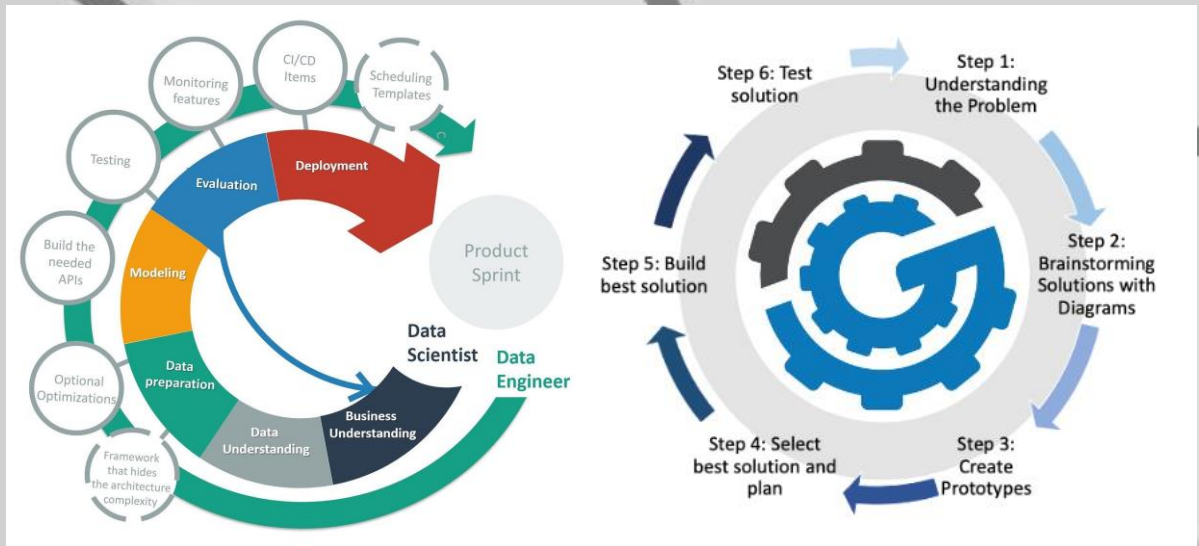 CI/CD
Items
Scheduling
Templates
Monitoring
features
Testing
Build the
needed
APIs
Optional
Optimizations
Framework
that hides
the architecture
complexity
Deployment
Evaluation
Modeling
Data
preparation
Data
Understanding
Business
Understanding
Product
Sprint
Data
Scientist
Data
Engineer
Step 1:
Understanding
the Problem
Step 2:
Brainstorming
Solutions with
Diagrams
Step 3:
Create
Prototypes
Step 4: Select
best solution and
plan
Step 5: Build
best solution
Step 6: Test
solution